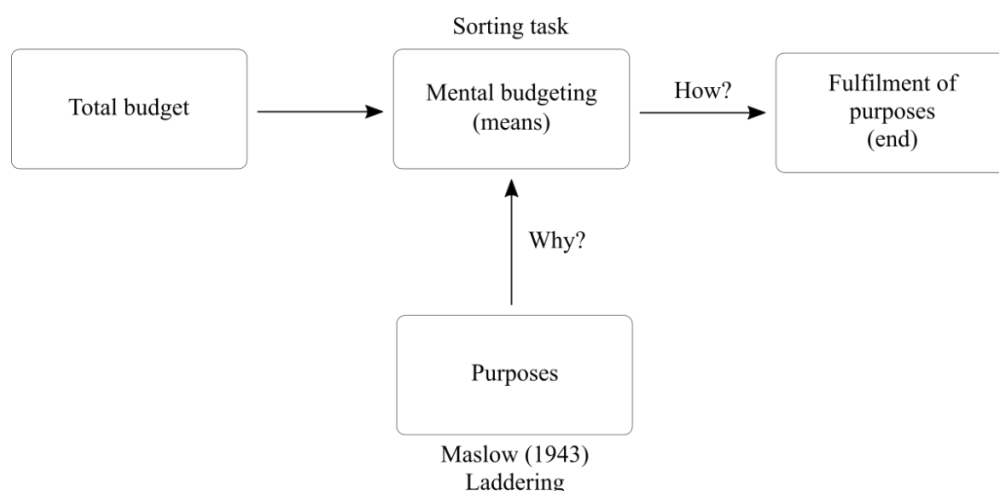 Sorting task
Total budget
Mental budgeting
(means)
How?
Fulfilment of
purposes
(end)
Why?
Purposes
Maslow (1943)
Laddering